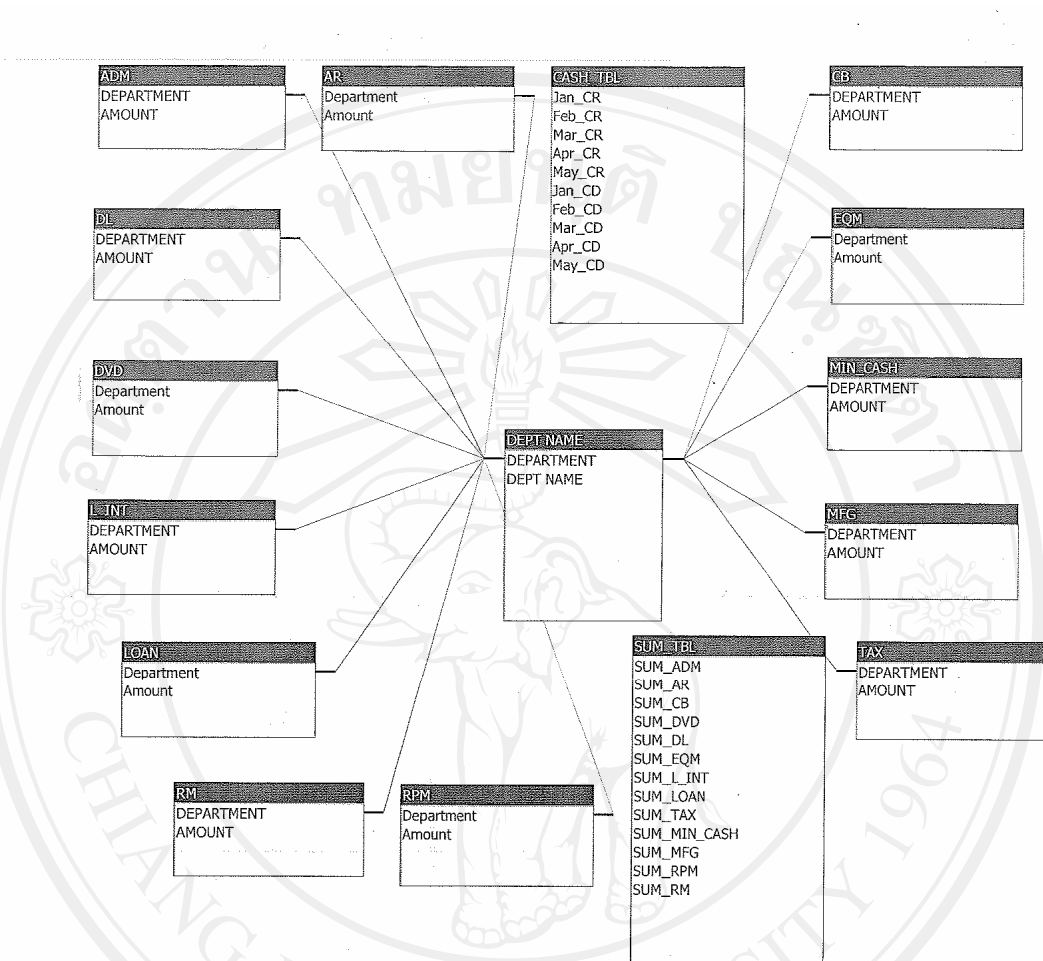 ADM
DEPARTMENT
AMOUNT
AR
Department
Amount
CASH_TBL
Jan_CR
Feb_CR
Mar_CR
Apr_CR
May_CR
Jan_CD
Feb_CD
Mar_CD
Apr_CD
May_CD
CB
DEPARTMENT
AMOUNT
DL
DEPARTMENT
AMOUNT
EQM
Department
Amount
DVD
Department
Amount
MIN_CASH
DEPARTMENT
AMOUNT
DEPT NAME
DEPARTMENT
DEPT NAME
L_INT
DEPARTMENT
AMOUNT
MFG
DEPARTMENT
AMOUNT
LOAN
Department
Amount
SUM_TBL
SUM_ADM
SUM_AR
SUM_CB
SUM_DVD
SUM_DL
SUM_EQM
SUM_L_INT
SUM_LOAN
SUM_TAX
SUM_MIN_CASH
SUM_MFG
SUM_RPM
SUM_RM
TAX
DEPARTMENT
AMOUNT
RM
DEPARTMENT
AMOUNT
RPM
Department
Amount
1964